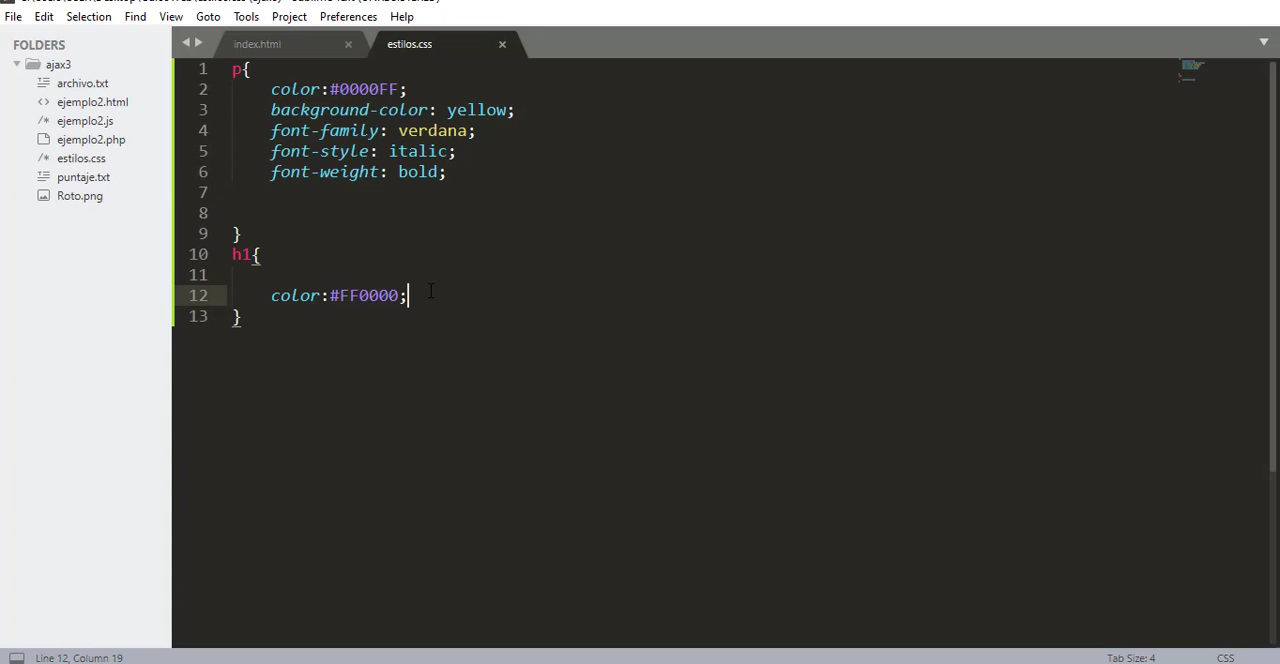 File Edit Selection Find View Goto Tools Project Preferences Help
FOLDERS
ajax3
archivo.txt
ejemplo2.html
ejemplo2.js
ejemplo2.php
estilos.css
puntaje.txt
Roto.png
index.html
estilos.css
1 p{
2 color:#0000FF;
3 background-color: yellow;
4 font-family: verdana;
5 font-style: italic;
6 font-weight: bold;
7
8
9 }
10 h1{
11
12 color:#FF0000;
13 }
Line 12, Column 19
Tab Size: 4
CSS